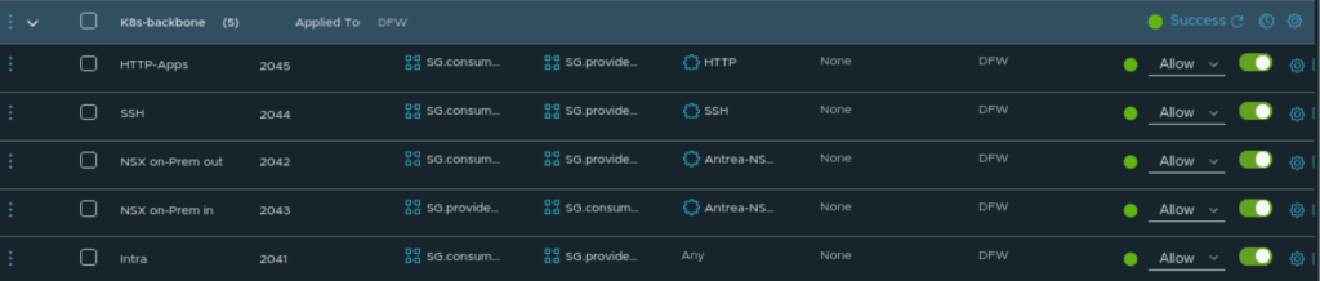 K8s-backbone (5) Applied To DFW Success
HTTP-Apps 2045 SG.consum... SG.provide... HTTP None DFW Allow
SSH 2044 SG.consum... SG.provide... SSH None DFW Allow
NSX on-Prem out 2042 SG.consum... SG.provide... Antrea-NS... None DFW Allow
NSX on-Prem in 2043 SG.provide... SG.consum... Antrea-NS... None DFW Allow
Intra 2041 SG.consum... SG.provide... Any None DFW Allow